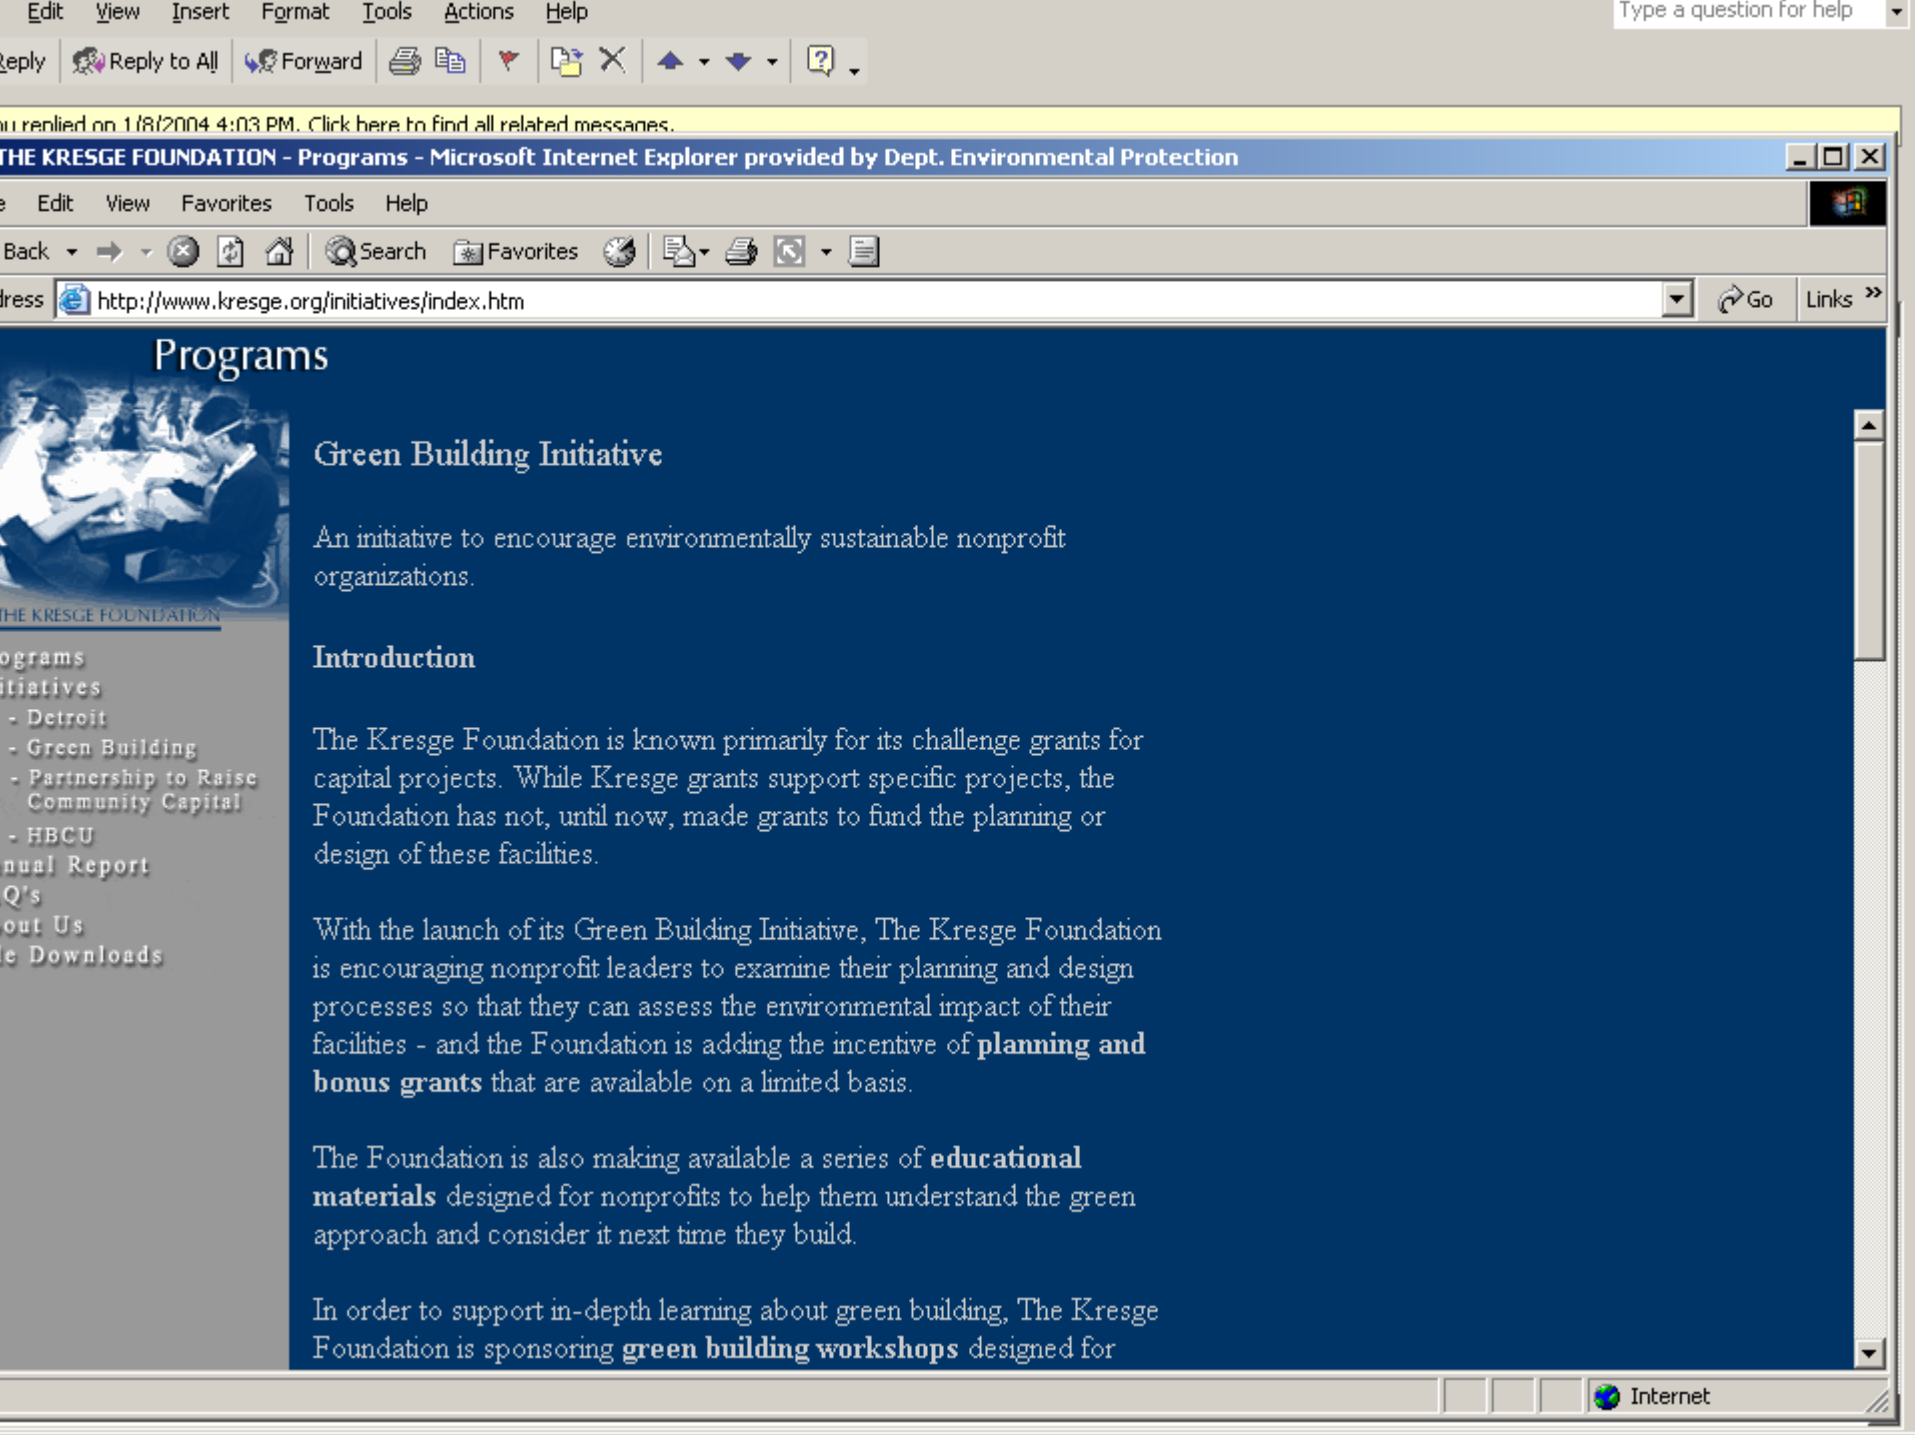 Edit View Insert Format Tools Actions Help
Type a question for help
Reply Reply to All Forward
replied on 1/8/2004 4:03 PM. Click here to find all related messages.
THE KRESGE FOUNDATION - Programs - Microsoft Internet Explorer provided by Dept. Environmental Protection
Edit View Favorites Tools Help
Back Search Favorites
http://www.kresge.org/initiatives/index.htm Go Links »
Programs
THE KRESGE FOUNDATION
ograms
itiatives
- Detroit
- Green Building
- Partnership to Raise
Community Capital
- HBCU
nual Report
Q's
out Us
le Downloads
Green Building Initiative
An initiative to encourage environmentally sustainable nonprofit
organizations.
Introduction
The Kresge Foundation is known primarily for its challenge grants for
capital projects. While Kresge grants support specific projects, the
Foundation has not, until now, made grants to fund the planning or
design of these facilities.
With the launch of its Green Building Initiative, The Kresge Foundation
is encouraging nonprofit leaders to examine their planning and design
processes so that they can assess the environmental impact of their
facilities - and the Foundation is adding the incentive of planning and
bonus grants that are available on a limited basis.
The Foundation is also making available a series of educational
materials designed for nonprofits to help them understand the green
approach and consider it next time they build.
In order to support in-depth learning about green building, The Kresge
Foundation is sponsoring green building workshops designed for
Internet